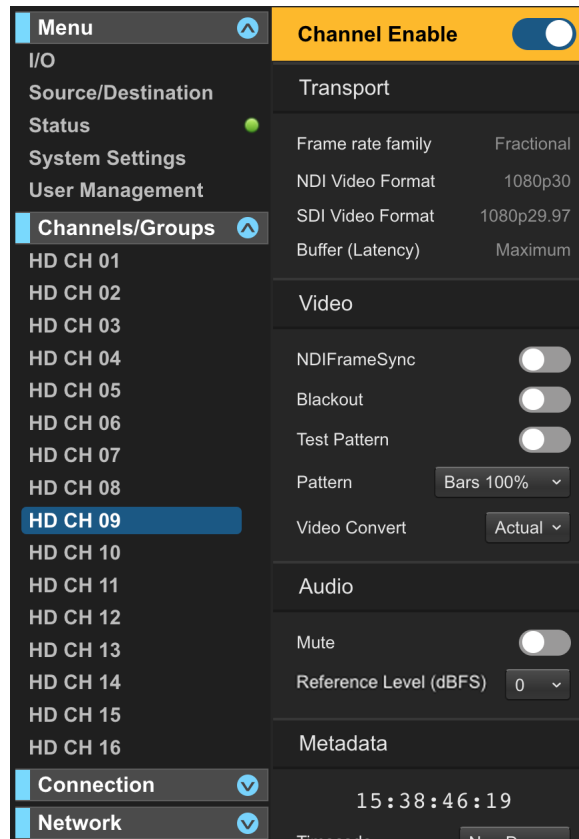 Menu
I/O
Source/Destination
Status
System Settings
User Management
Channels/Groups
HD CH 01
HD CH 02
HD CH 03
HD CH 04
HD CH 05
HD CH 06
HD CH 07
HD CH 08
HD CH 09
HD CH 10
HD CH 11
HD CH 12
HD CH 13
HD CH 14
HD CH 15
HD CH 16
Connection
Network
Channel Enable
Transport
Frame rate family Fractional
NDI Video Format 1080p30
SDI Video Format 1080p29.97
Buffer (Latency) Maximum
Video
NDIFrameSync
Blackout
Test Pattern
Pattern Bars 100%
Video Convert Actual
Audio
Mute
Reference Level (dBFS) 0
Metadata
15:38:46:19
Timecode